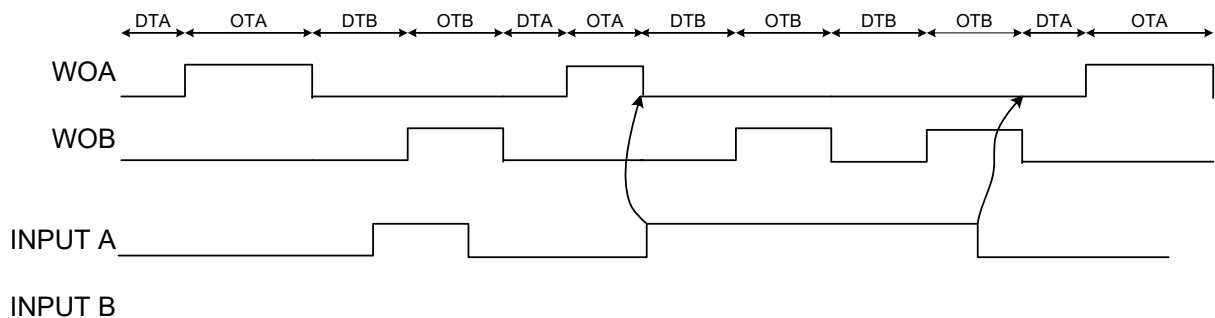 DTA OTA DTB OTB DTA OTA DTB OTB DTB OTB DTA OTA
WOA
WOB
INPUT A
INPUT B